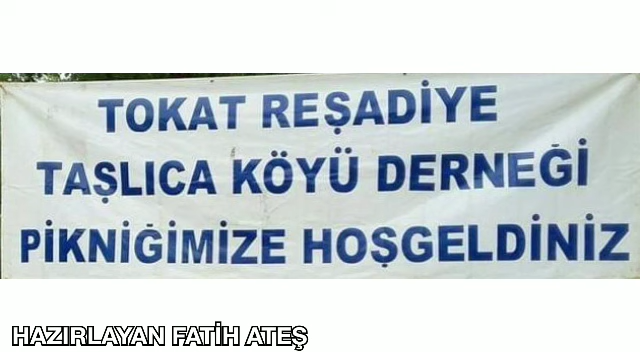 TOKAT REŞADİYE
TAŞLICA KÖYÜ DERNEĞİ
PİKNİĞİMİZE HOŞGELDİNİZ
HAZIRLAYAN FATİH ATEŞ